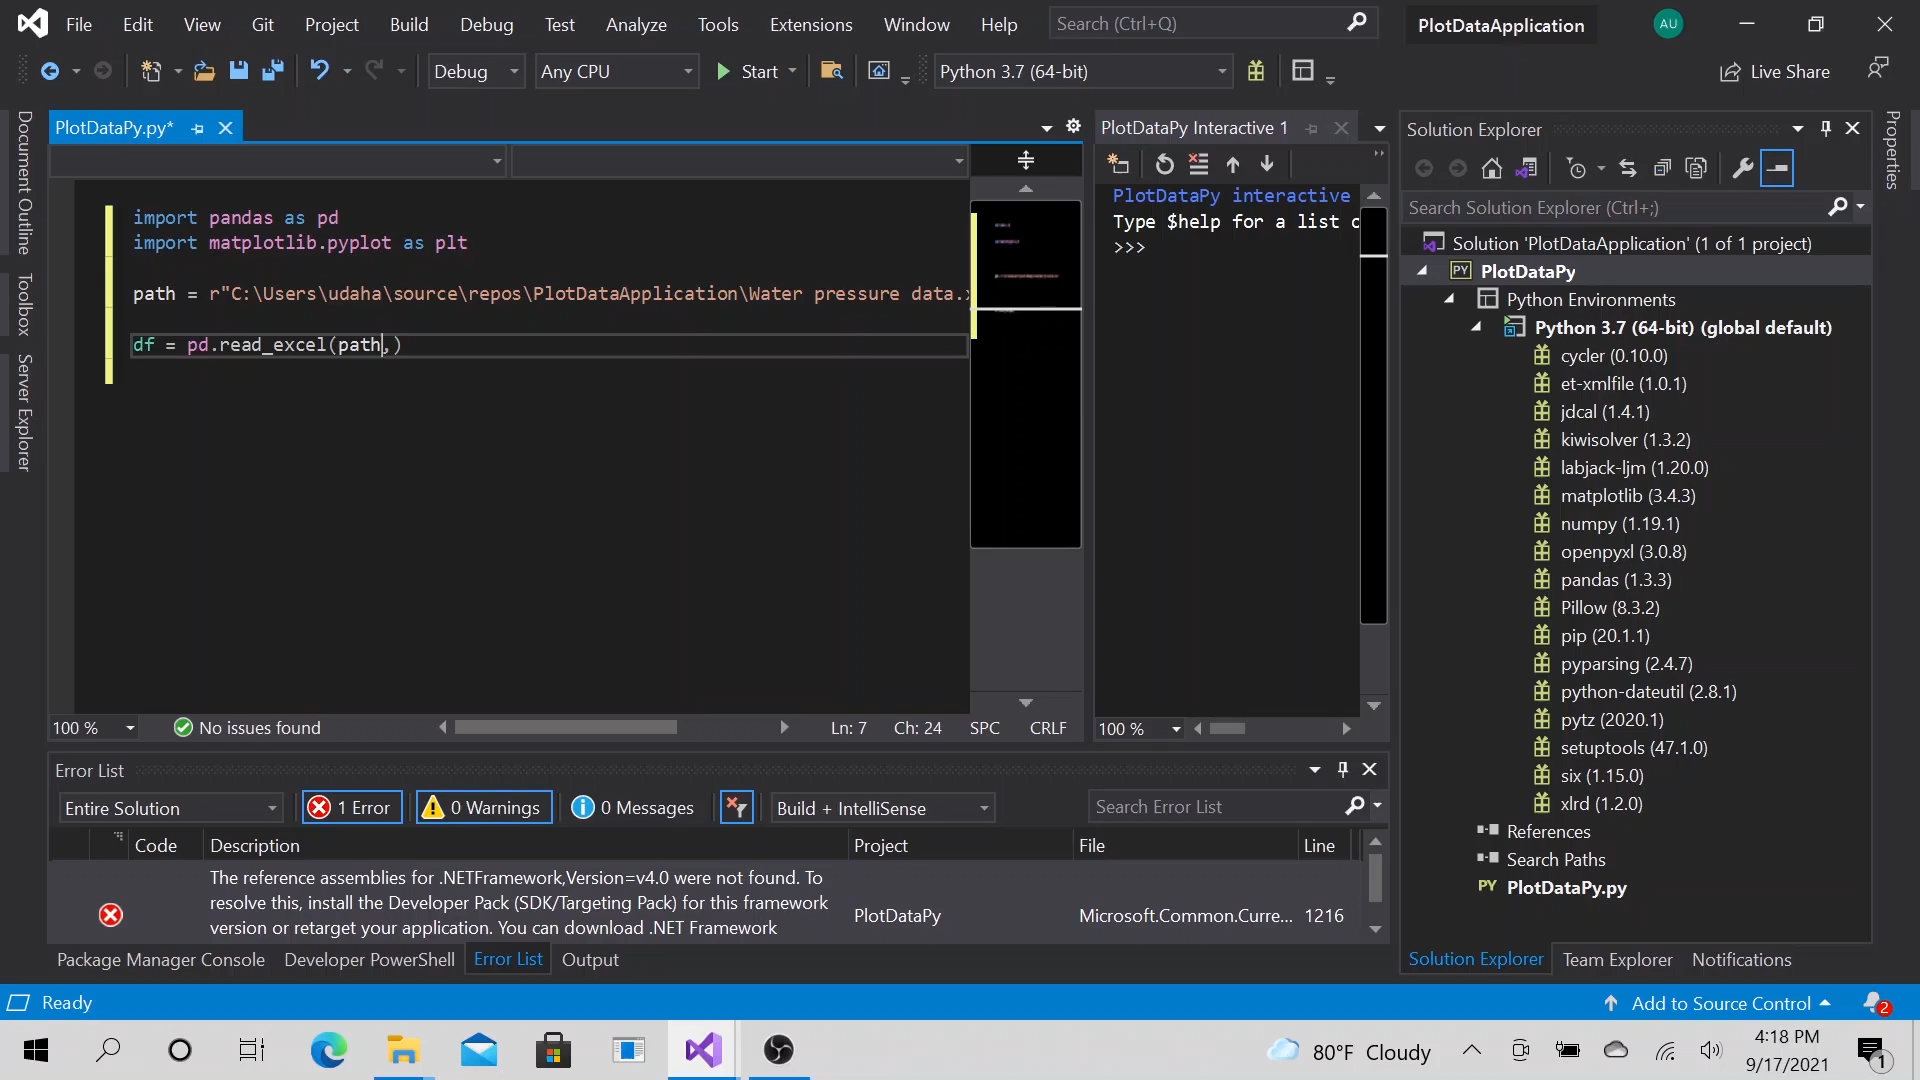 File Edit View Git Project Build Debug Test Analyze Tools Extensions Window Help Search (Ctrl+Q) PlotDataApplication AU
Debug Any CPU Start Python 3.7 (64-bit) Live Share
Document Outline
Toolbox
Server Explorer
PlotDataPy.py*
import pandas as pd
import matplotlib.pyplot as plt
path = r"C:\Users\udaha\source\repos\PlotDataApplication\Water pressure data.
df = pd.read_excel(path,)
100 % No issues found Ln: 7 Ch: 24 SPC CRLF
PlotDataPy Interactive 1
PlotDataPy interactive
Type $help for a list
>>>
100 %
Solution Explorer
Search Solution Explorer (Ctrl+;)
Solution 'PlotDataApplication' (1 of 1 project)
PY PlotDataPy
Python Environments
Python 3.7 (64-bit) (global default)
cycler (0.10.0)
et-xmlfile (1.0.1)
jdcal (1.4.1)
kiwisolver (1.3.2)
labjack-ljm (1.20.0)
matplotlib (3.4.3)
numpy (1.19.1)
openpyxl (3.0.8)
pandas (1.3.3)
Pillow (8.3.2)
pip (20.1.1)
pyparsing (2.4.7)
python-dateutil (2.8.1)
pytz (2020.1)
setuptools (47.1.0)
six (1.15.0)
xlrd (1.2.0)
References
Search Paths
PY PlotDataPy.py
Solution Explorer Team Explorer Notifications
Properties
Error List
Entire Solution 1 Error 0 Warnings 0 Messages Build + IntelliSense Search Error List
Code Description Project File Line
The reference assemblies for .NETFramework,Version=v4.0 were not found. To
resolve this, install the Developer Pack (SDK/Targeting Pack) for this framework
version or retarget your application. You can download .NET Framework
PlotDataPy Microsoft.Common.Curre... 1216
Package Manager Console Developer PowerShell Error List Output
Ready Add to Source Control 2
80°F Cloudy 4:18 PM
9/17/2021 1